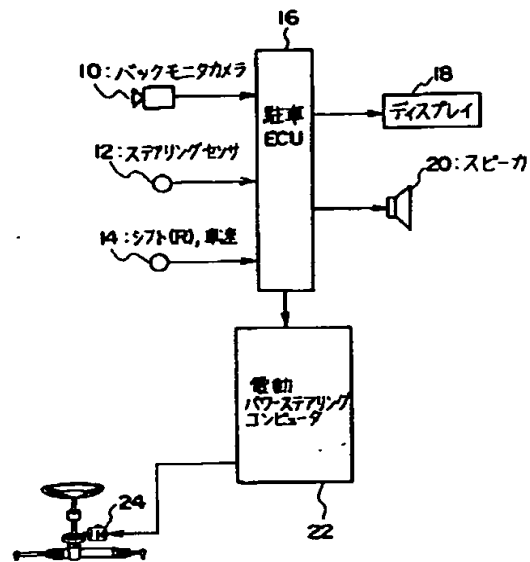 16
10:バックモニタカメラ
18
ディスプレイ
駐車
ECU
12:ステアリングセンサ
20:スピーカ
14:シフト(R),車速
電動
パワーステアリング
コンピュータ
24
22